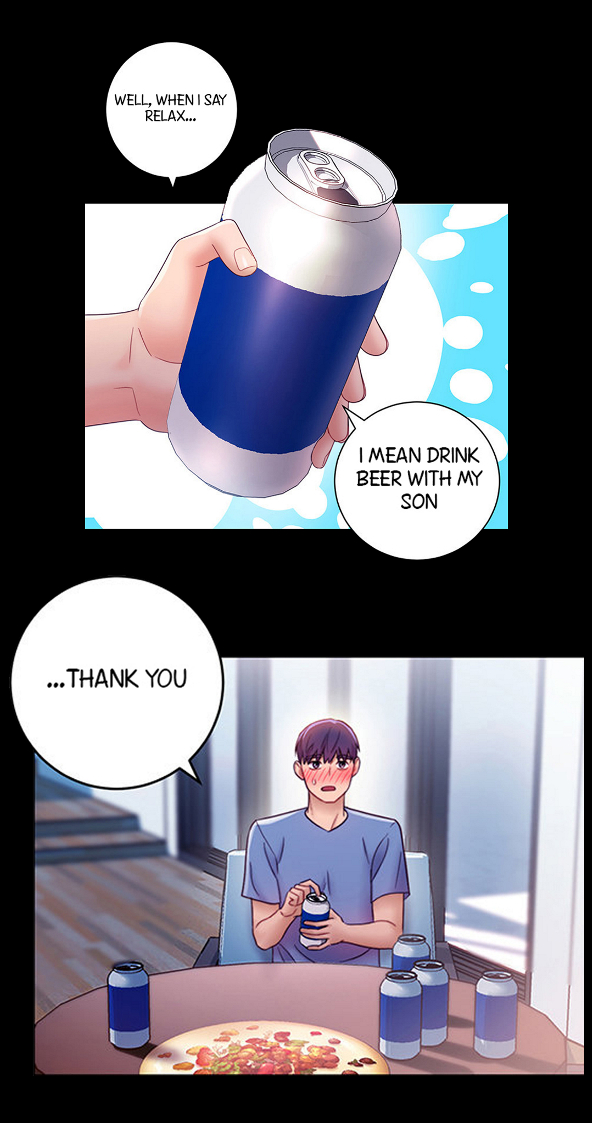 WELL, WHEN I SAY
RELAX...
I MEAN DRINK
BEER WITH MY
SON
...THANK YOU